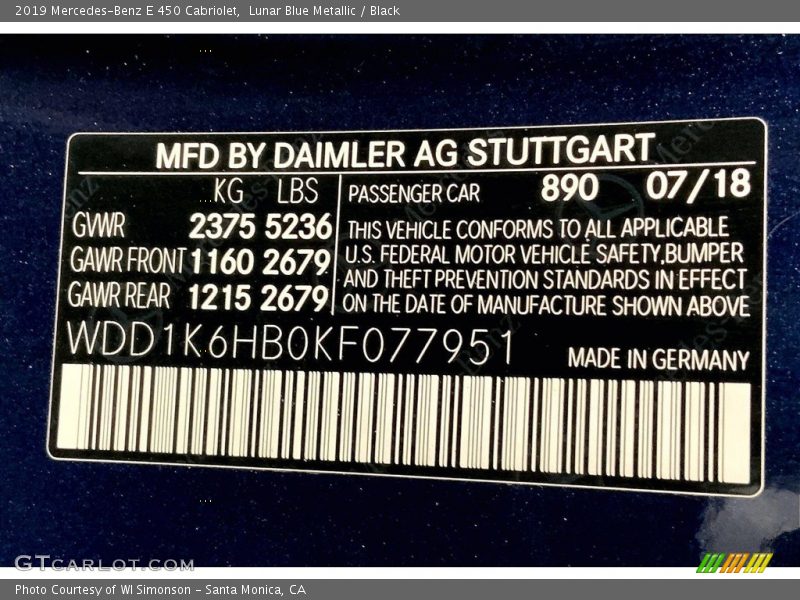 2019 Mercedes-Benz E 450 Cabriolet,  Lunar Blue Metallic / Black
MFD BY DAIMLER AG STUTTGART
KG LBS
GVWR 2375 5236
GAWR FRONT 1160 2679
GAWR REAR 1215 2679
PASSENGER CAR 890 07/18
THIS VEHICLE CONFORMS TO ALL APPLICABLE
U.S. FEDERAL MOTOR VEHICLE SAFETY,BUMPER
AND THEFT PREVENTION STANDARDS IN EFFECT
ON THE DATE OF MANUFACTURE SHOWN ABOVE
WDD1K6HB0KF077951
MADE IN GERMANY
GTCARLOT.COM
Photo Courtesy of WI Simonson - Santa Monica, CA